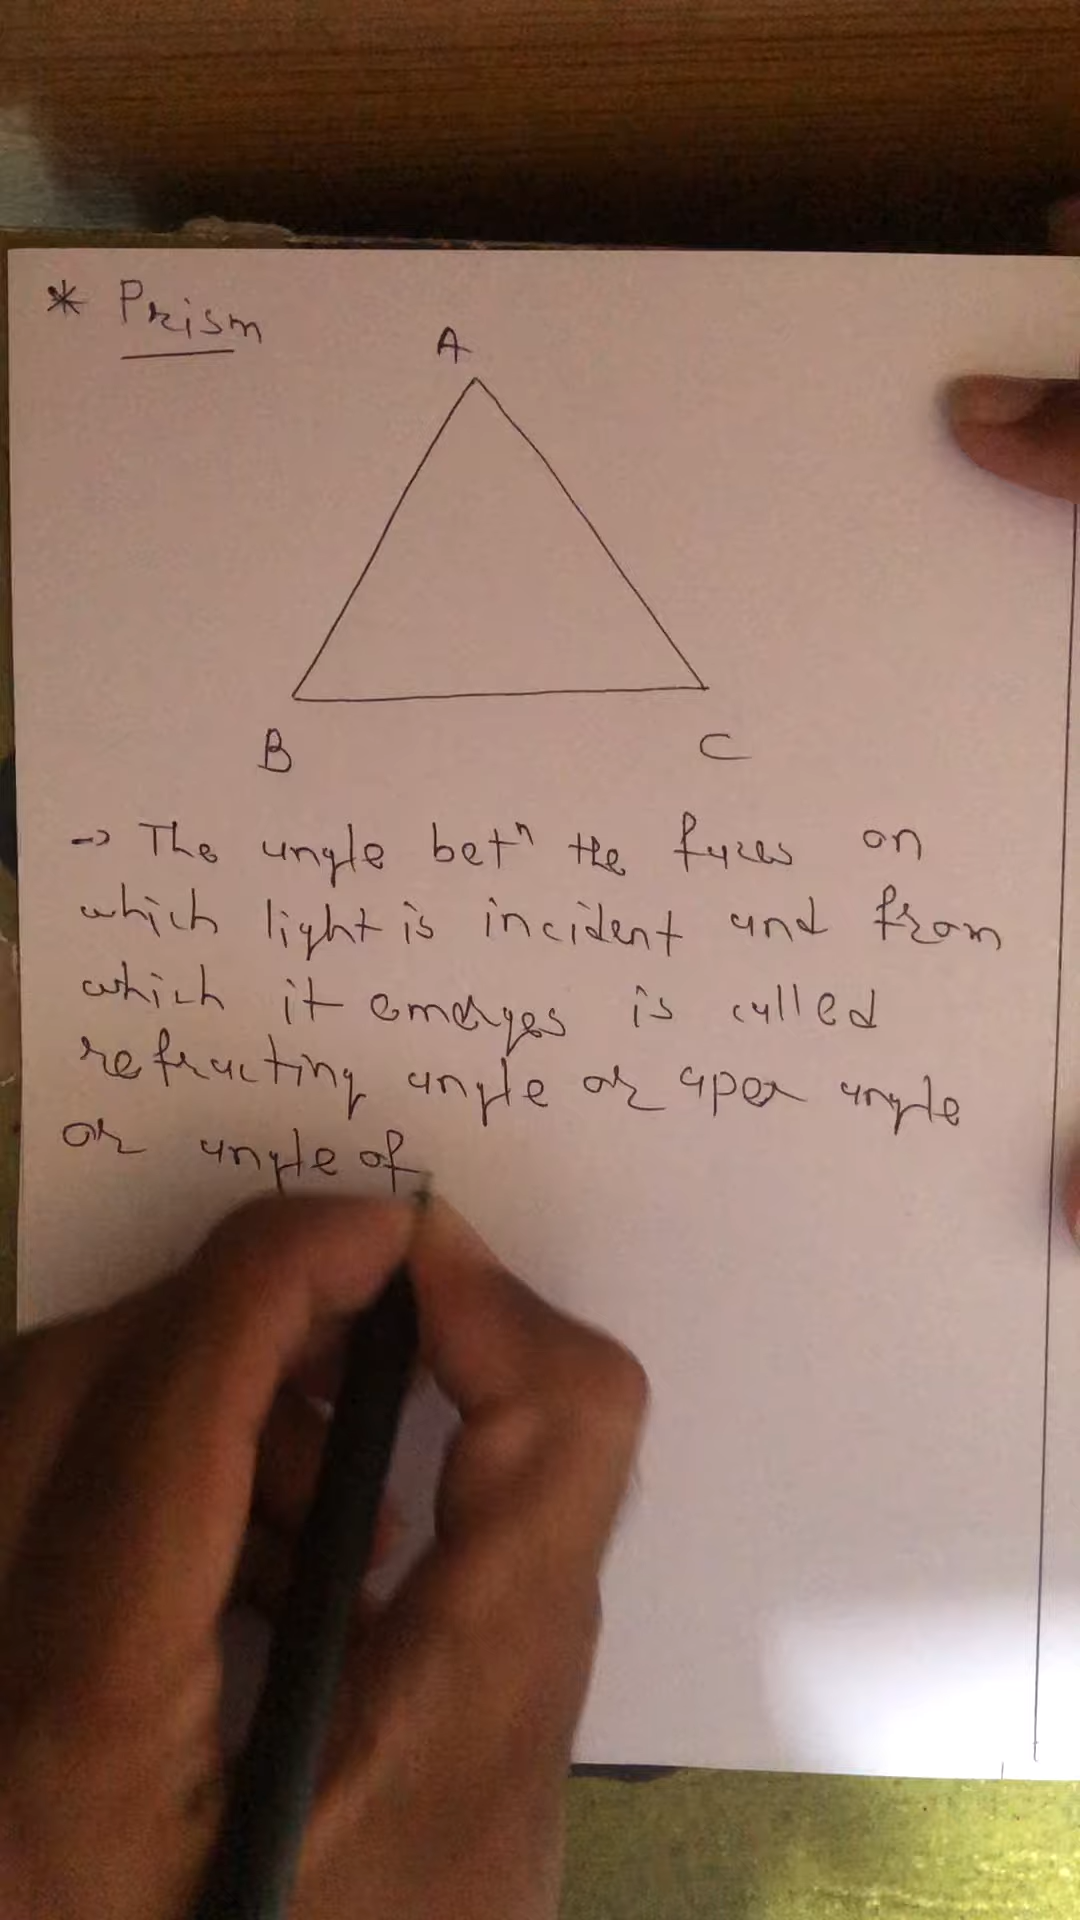 * Prism
A
B C
→ The angle betⁿ the faces on
which light is incident and from
which it emerges is called
refracting angle or apex angle
or angle of